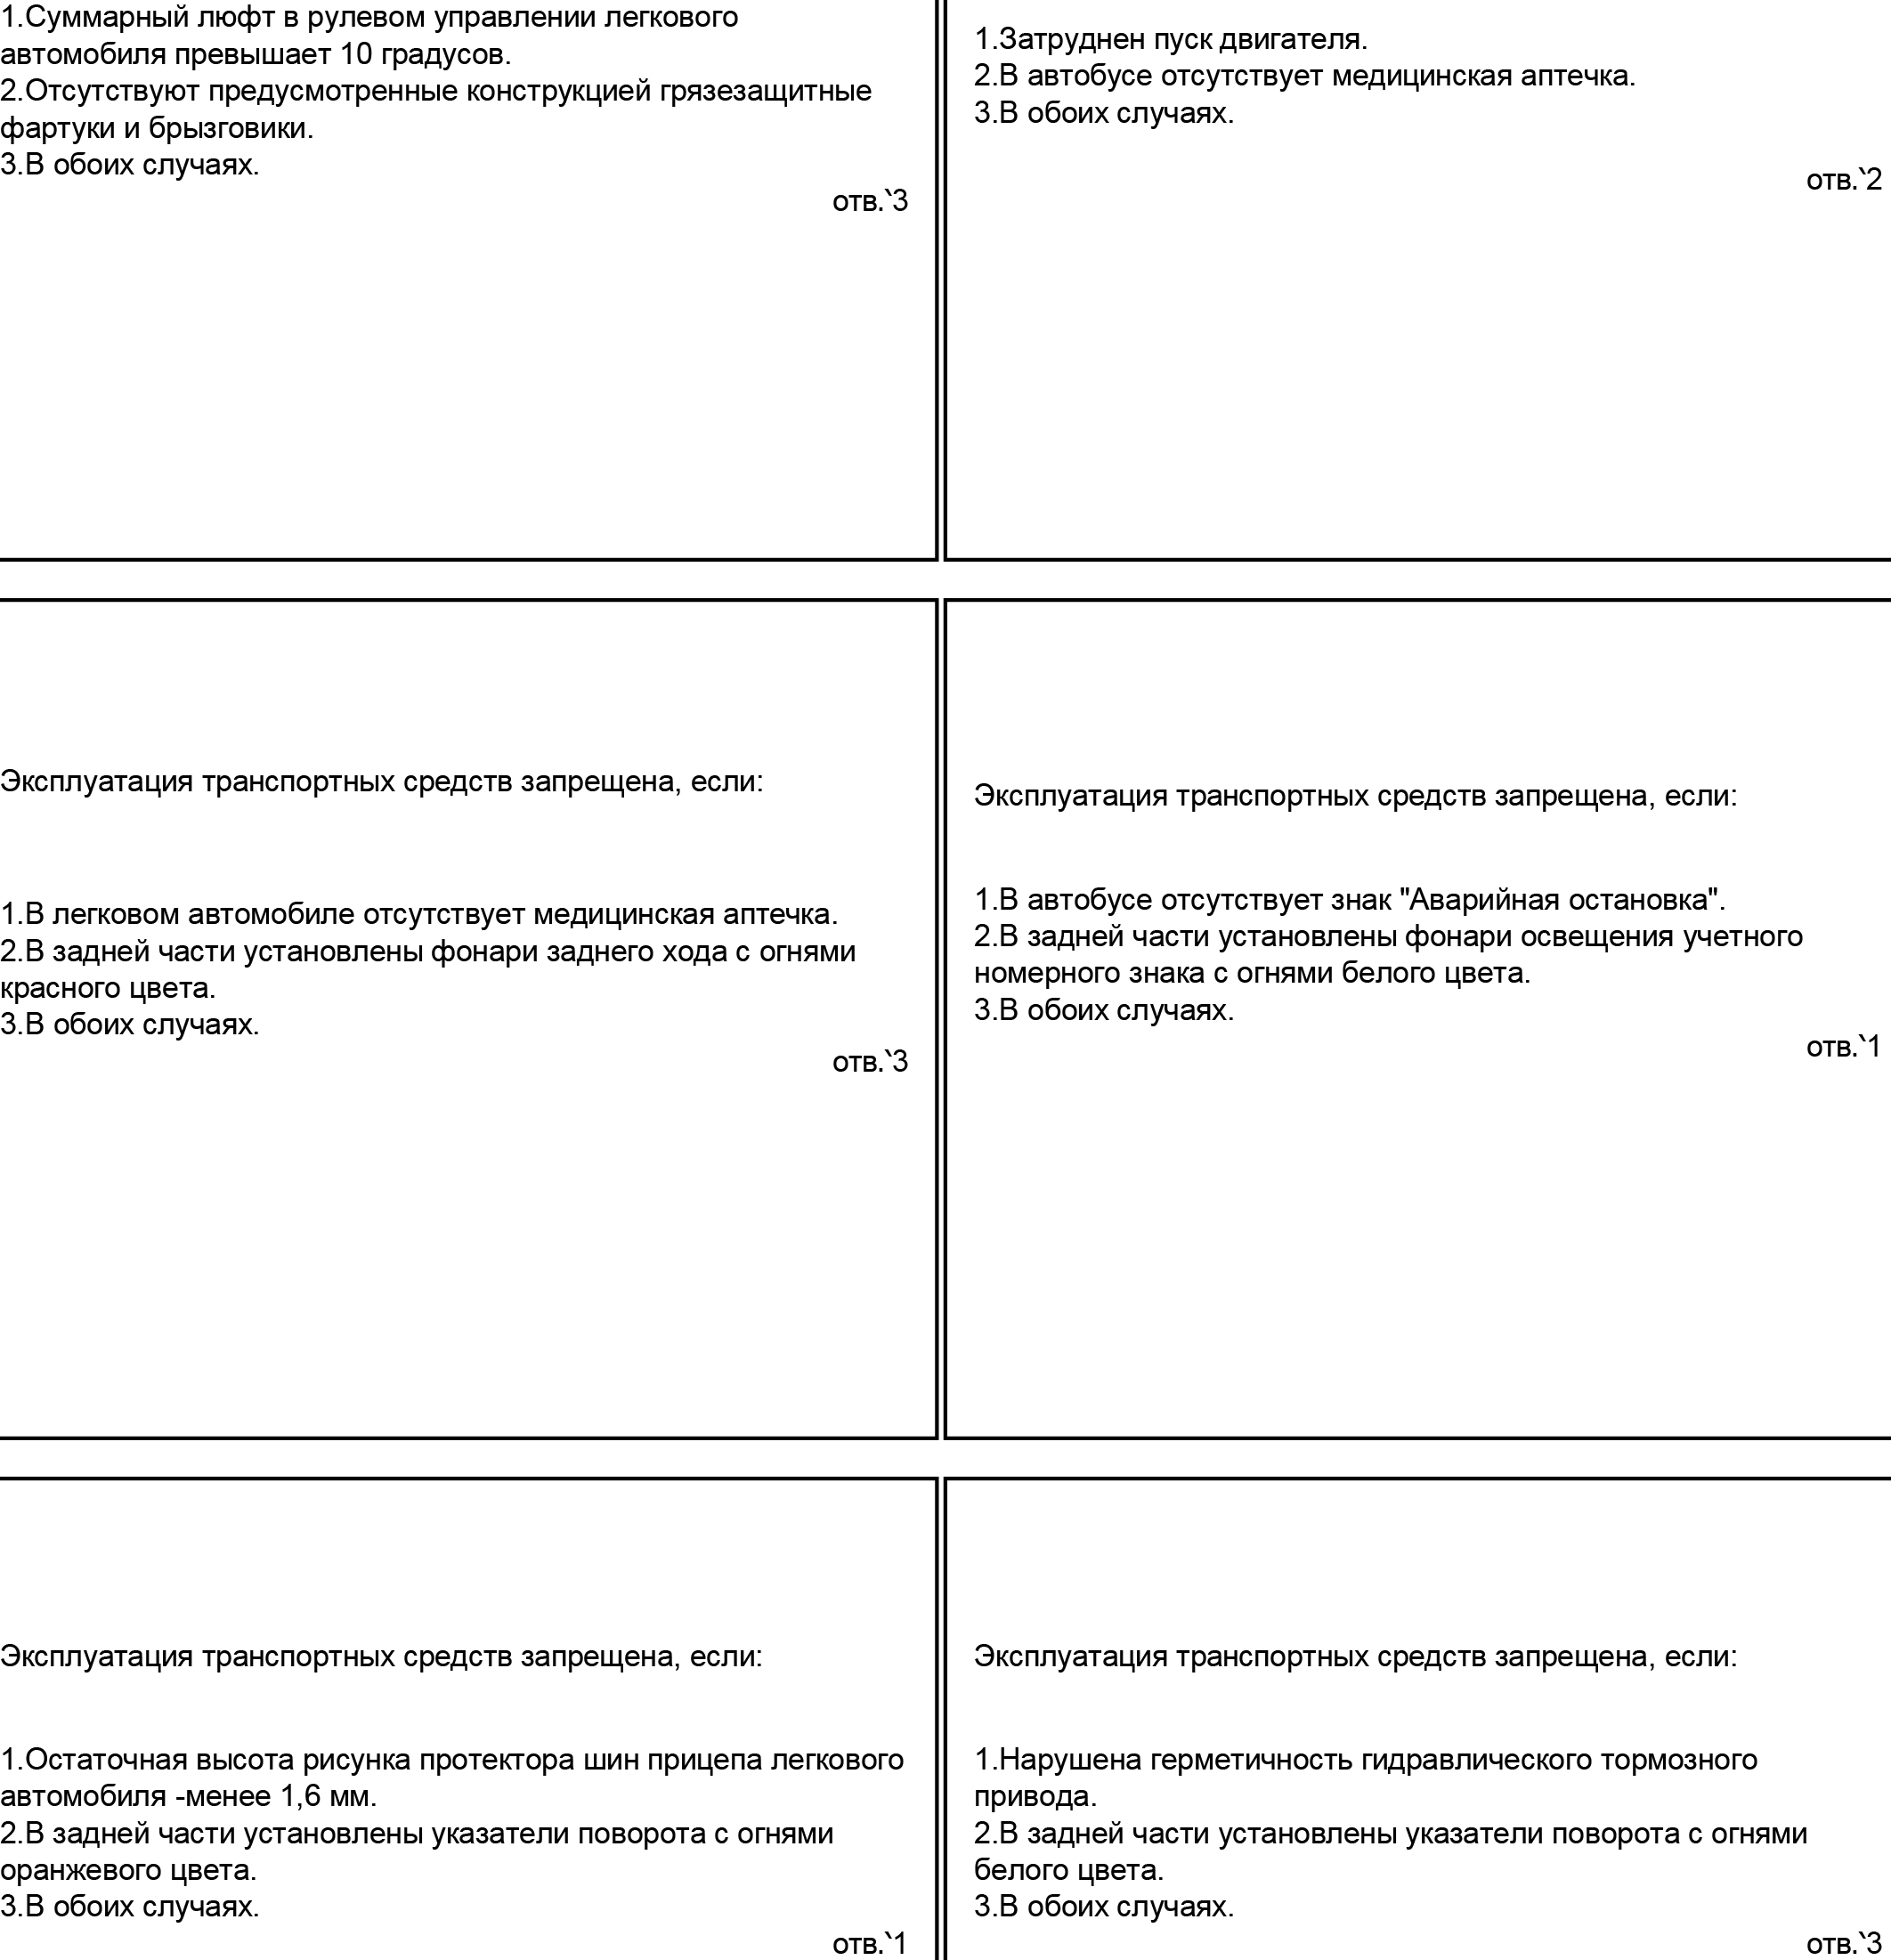 1.Суммарный люфт в рулевом управлении легкового
автомобиля превышает 10 градусов.
2.Отсутствуют предусмотренные конструкцией грязезащитные
фартуки и брызговики.
3.В обоих случаях.
отв.`3
1.Затруднен пуск двигателя.
2.В автобусе отсутствует медицинская аптечка.
3.В обоих случаях.
отв.`2
Эксплуатация транспортных средств запрещена, если:
1.В легковом автомобиле отсутствует медицинская аптечка.
2.В задней части установлены фонари заднего хода с огнями
красного цвета.
3.В обоих случаях.
отв.`3
Эксплуатация транспортных средств запрещена, если:
1.В автобусе отсутствует знак "Аварийная остановка".
2.В задней части установлены фонари освещения учетного
номерного знака с огнями белого цвета.
3.В обоих случаях.
отв.`1
Эксплуатация транспортных средств запрещена, если:
1.Остаточная высота рисунка протектора шин прицепа легкового
автомобиля -менее 1,6 мм.
2.В задней части установлены указатели поворота с огнями
оранжевого цвета.
3.В обоих случаях.
отв.`1
Эксплуатация транспортных средств запрещена, если:
1.Нарушена герметичность гидравлического тормозного
привода.
2.В задней части установлены указатели поворота с огнями
белого цвета.
3.В обоих случаях.
отв.`3